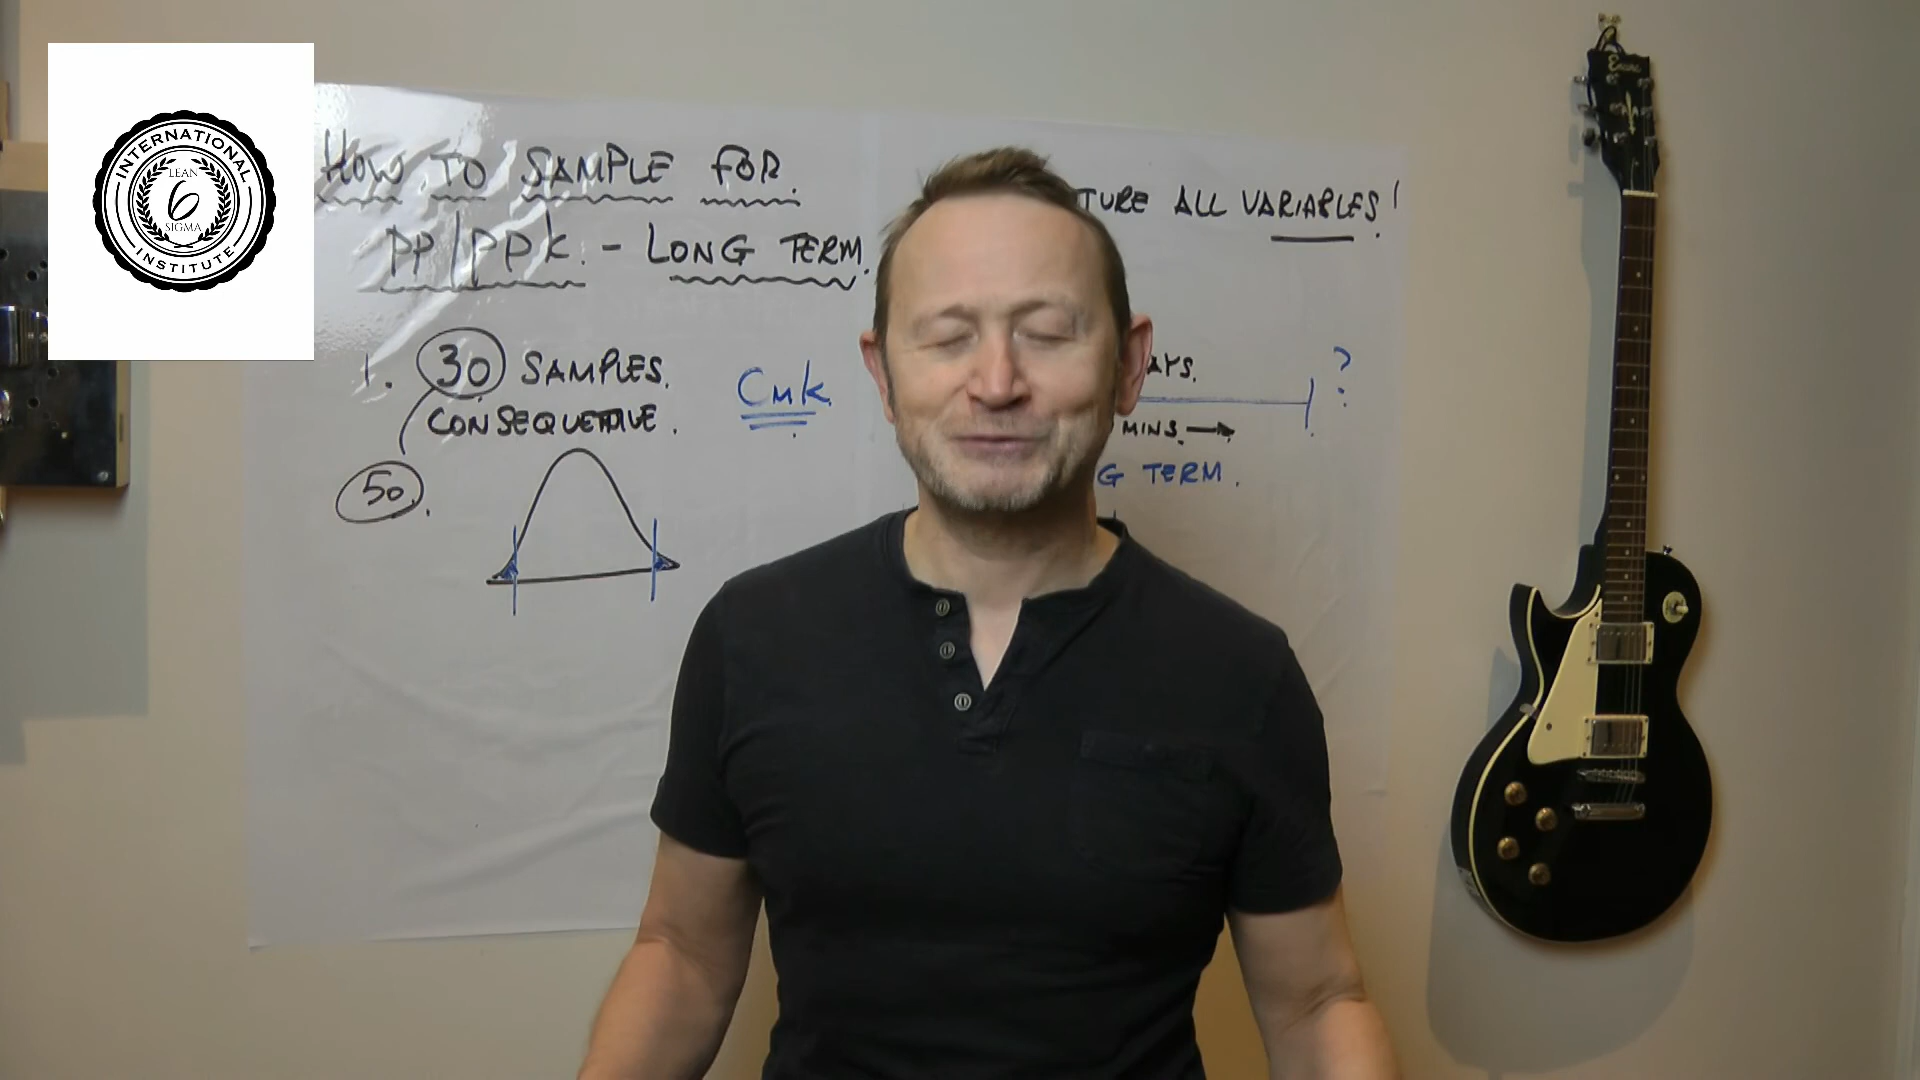 INTERNATIONAL
LEAN
6
SIGMA
INSTITUTE
HOW TO SAMPLE FOR
PP/PPK - LONG TERM.
1. 30 SAMPLES.
CONSEQUETIVE.
50.
CMK
TURE ALL VARIABLES!
AYS.
?
MINS.
G TERM.